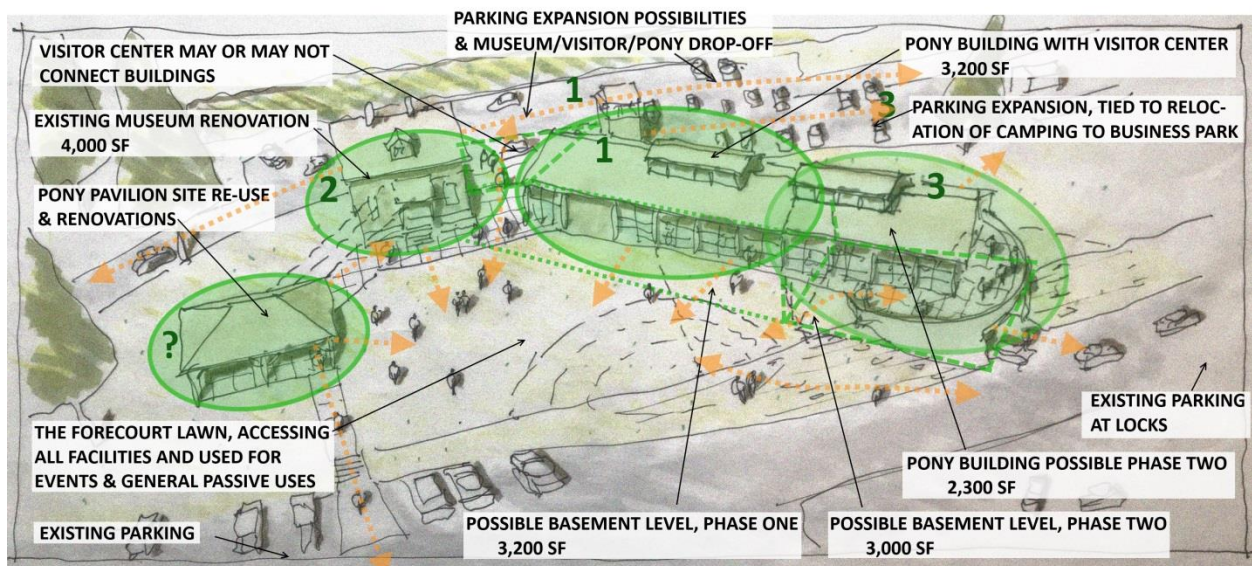 PARKING EXPANSION POSSIBILITIES
& MUSEUM/VISITOR/PONY DROP-OFF
VISITOR CENTER MAY OR MAY NOT
CONNECT BUILDINGS
PONY BUILDING WITH VISITOR CENTER
3,200 SF
1
3
PARKING EXPANSION, TIED TO RELOC-
ATION OF CAMPING TO BUSINESS PARK
EXISTING MUSEUM RENOVATION
4,000 SF
1
2
3
PONY PAVILION SITE RE-USE
& RENOVATIONS
?
THE FORECOURT LAWN, ACCESSING
ALL FACILITIES AND USED FOR
EVENTS & GENERAL PASSIVE USES
EXISTING PARKING
AT LOCKS
PONY BUILDING POSSIBLE PHASE TWO
2,300 SF
EXISTING PARKING
POSSIBLE BASEMENT LEVEL, PHASE ONE
3,200 SF
POSSIBLE BASEMENT LEVEL, PHASE TWO
3,000 SF